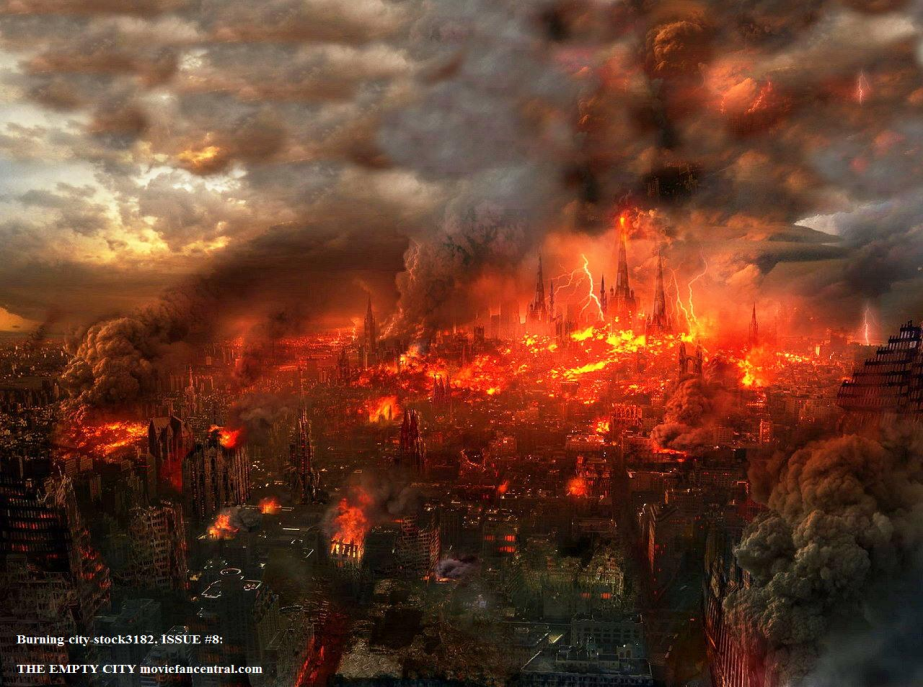 Burning-city-stock3182, ISSUE #8:
THE EMPTY CITY moviefancentral.com